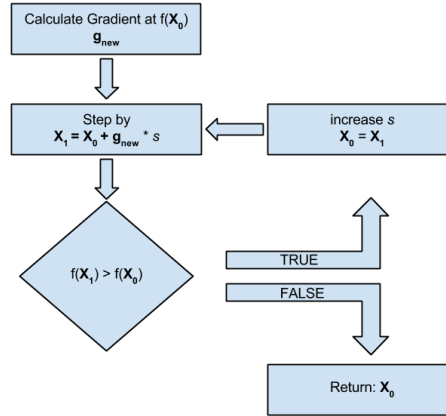 Calculate Gradient at f(X₀)
gₙₑw
Step by
X₁ = X₀ + gₙₑw * s
increase s
X₀ = X₁
f(X₁) > f(X₀)
TRUE
FALSE
Return: X₀